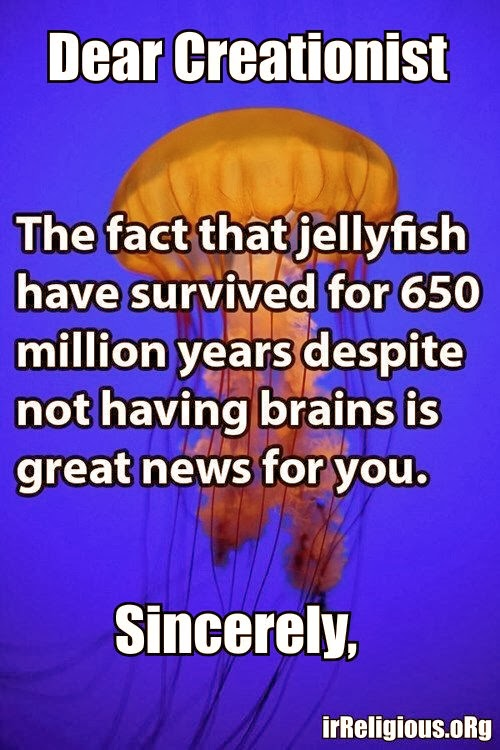 Dear Creationist
The fact that jellyfish
have survived for 650
million years despite
not having brains is
great news for you.
Sincerely,
irReligious.oRg